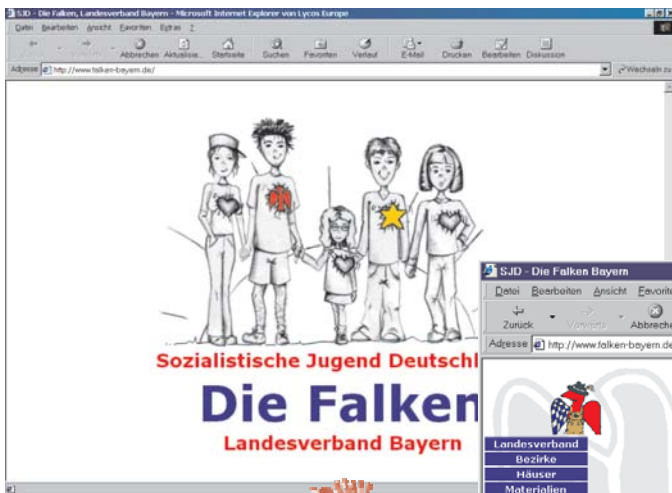 SJD - Die Falken, Landesverband Bayern - Microsoft Internet Explorer von Lycos Europe
Datei Bearbeiten Ansicht Favoriten Extras ?
Abbrechen Aktualisie... Startseite Suchen Favoriten Verlauf E-Mail Drucken Bearbeiten Diskussion
Adresse http://www.falken-bayern.de/ Wechseln zu
Sozialistische Jugend Deutschl
Die Falken
Landesverband Bayern
SJD - Die Falken Bayern
Datei Bearbeiten Ansicht Favorite
Zurück Vorwärts Abbreche
Adresse http://www.falken-bayern.de
Landesverband
Bezirke
Häuser
Materialien